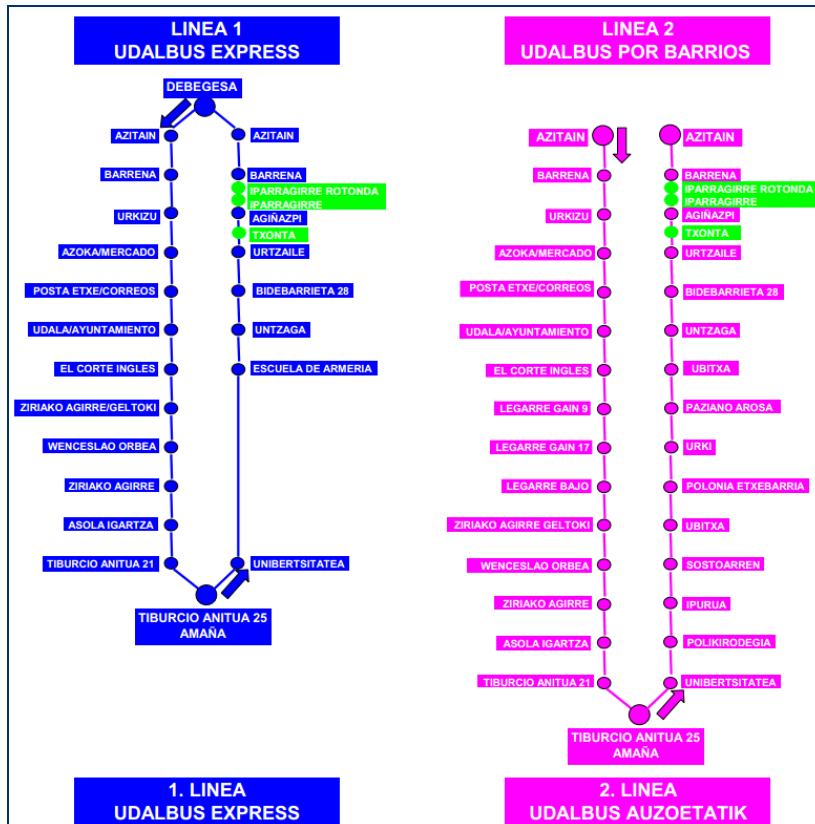 LINEA 1
UDALBUS EXPRESS
DEBEGESA
AZITAIN
BARRENA
URKIZU
AZOKA/MERCADO
POSTA ETXE/CORREOS
UDALA/AYUNTAMIENTO
EL CORTE INGLES
ZIRIAKO AGIRRE/GELTOKI
WENCESLAO ORBEA
ZIRIAKO AGIRRE
ASOLA IGARTZA
TIBURCIO ANITUA 21
AZITAIN
BARRENA
IPARRAGIRRE ROTONDA
IPARRAGIRRE
AGIÑAZPI
TXONTA
URTZAILE
BIDEBARRIETA 28
UNTZAGA
ESCUELA DE ARMERIA
UNIBERTSITATEA
TIBURCIO ANITUA 25
AMAÑA
1. LINEA
UDALBUS EXPRESS
LINEA 2
UDALBUS POR BARRIOS
AZITAIN
BARRENA
URKIZU
AZOKA/MERCADO
POSTA ETXE/CORREOS
UDALA/AYUNTAMIENTO
EL CORTE INGLES
LEGARRE GAIN 9
LEGARRE GAIN 17
LEGARRE BAJO
ZIRIAKO AGIRRE GELTOKI
WENCESLAO ORBEA
ZIRIAKO AGIRRE
ASOLA IGARTZA
TIBURCIO ANITUA 21
AZITAIN
BARRENA
IPARRAGIRRE ROTONDA
IPARRAGIRRE
AGIÑAZPI
TXONTA
URTZAILE
BIDEBARRIETA 28
UNTZAGA
UBITXA
PAZIANO AROSA
URKI
POLONIA ETXEBARRIA
UBITXA
SOSTOARREN
IPURUA
POLIKIRODEGIA
UNIBERTSITATEA
TIBURCIO ANITUA 25
AMAÑA
2. LINEA
UDALBUS AUZOETATIK